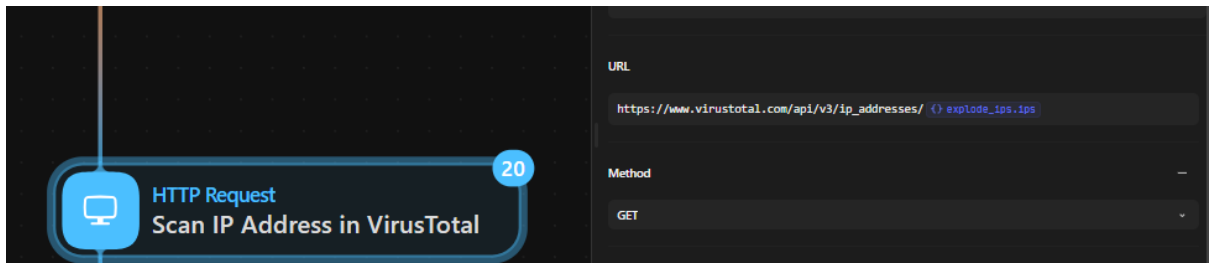 20
HTTP Request
Scan IP Address in VirusTotal
URL
https://www.virustotal.com/api/v3/ip_addresses/ {} explode_ips.ips
Method
GET